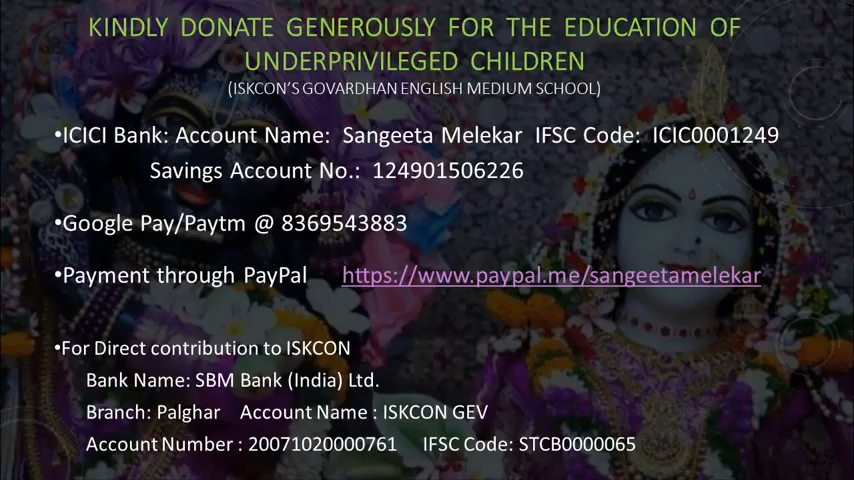 KINDLY DONATE GENEROUSLY FOR THE EDUCATION OF
UNDERPRIVILEGED CHILDREN
(ISKCON'S GOVARDHAN ENGLISH MEDIUM SCHOOL)
•ICICI Bank: Account Name: Sangeeta Melekar IFSC Code: ICIC0001249
Savings Account No.: 124901506226
•Google Pay/Paytm @ 8369543883
•Payment through PayPal https://www.paypal.me/sangeetamelekar
•For Direct contribution to ISKCON
Bank Name: SBM Bank (India) Ltd.
Branch: Palghar Account Name : ISKCON GEV
Account Number : 20071020000761 IFSC Code: STCB0000065